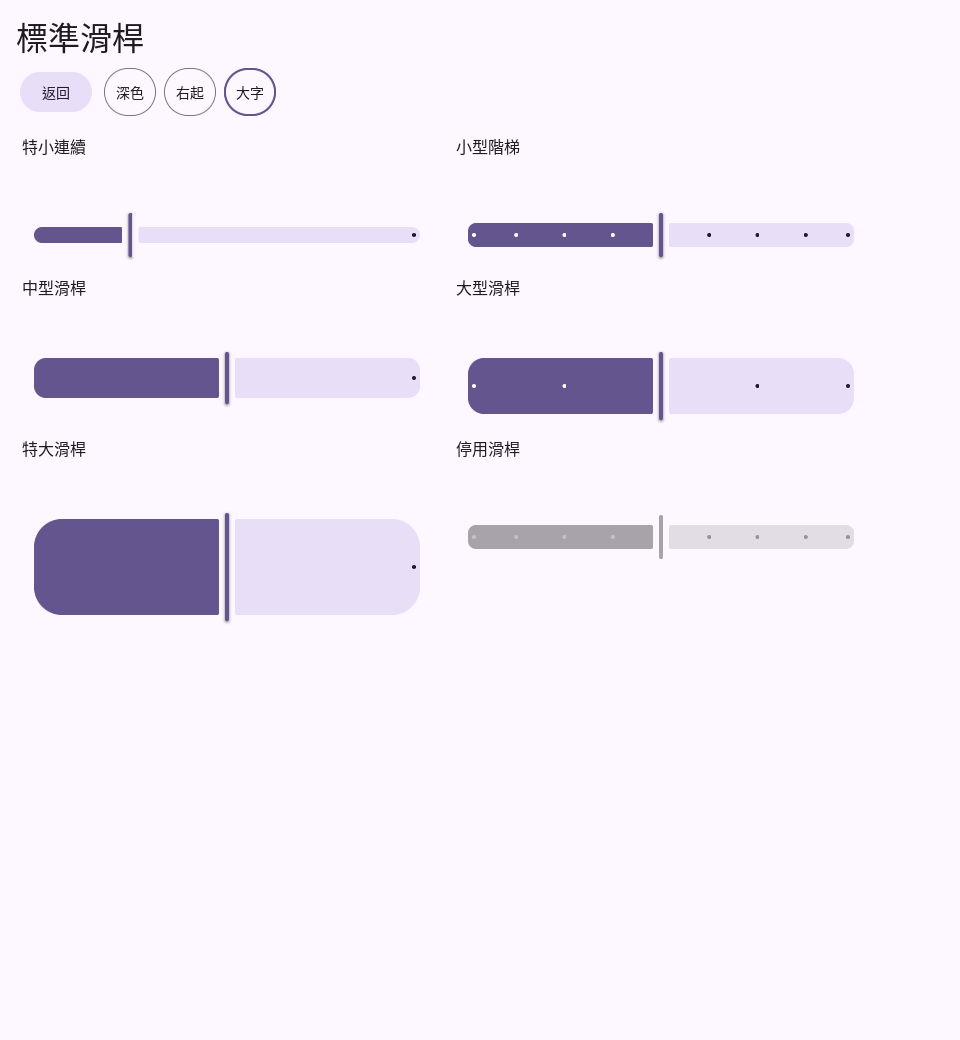 標準滑桿
返回 深色 右起 大字
特小連續 小型階梯
中型滑桿 大型滑桿
特大滑桿 停用滑桿